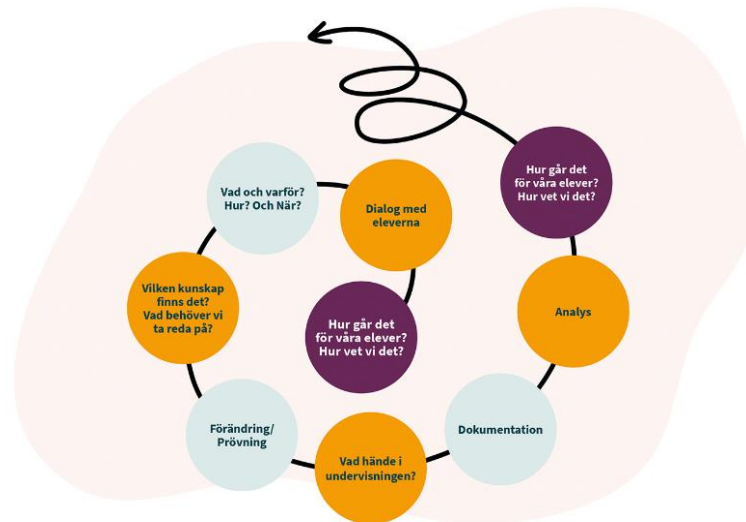 Hur går det
för våra elever?
Hur vet vi det?
Dialog med
eleverna
Vad och varför?
Hur? Och När?
Vilken kunskap
finns det?
Vad behöver vi
ta reda på?
Förändring/
Prövning
Vad hände i
undervisningen?
Dokumentation
Analys
Hur går det
för våra elever?
Hur vet vi det?